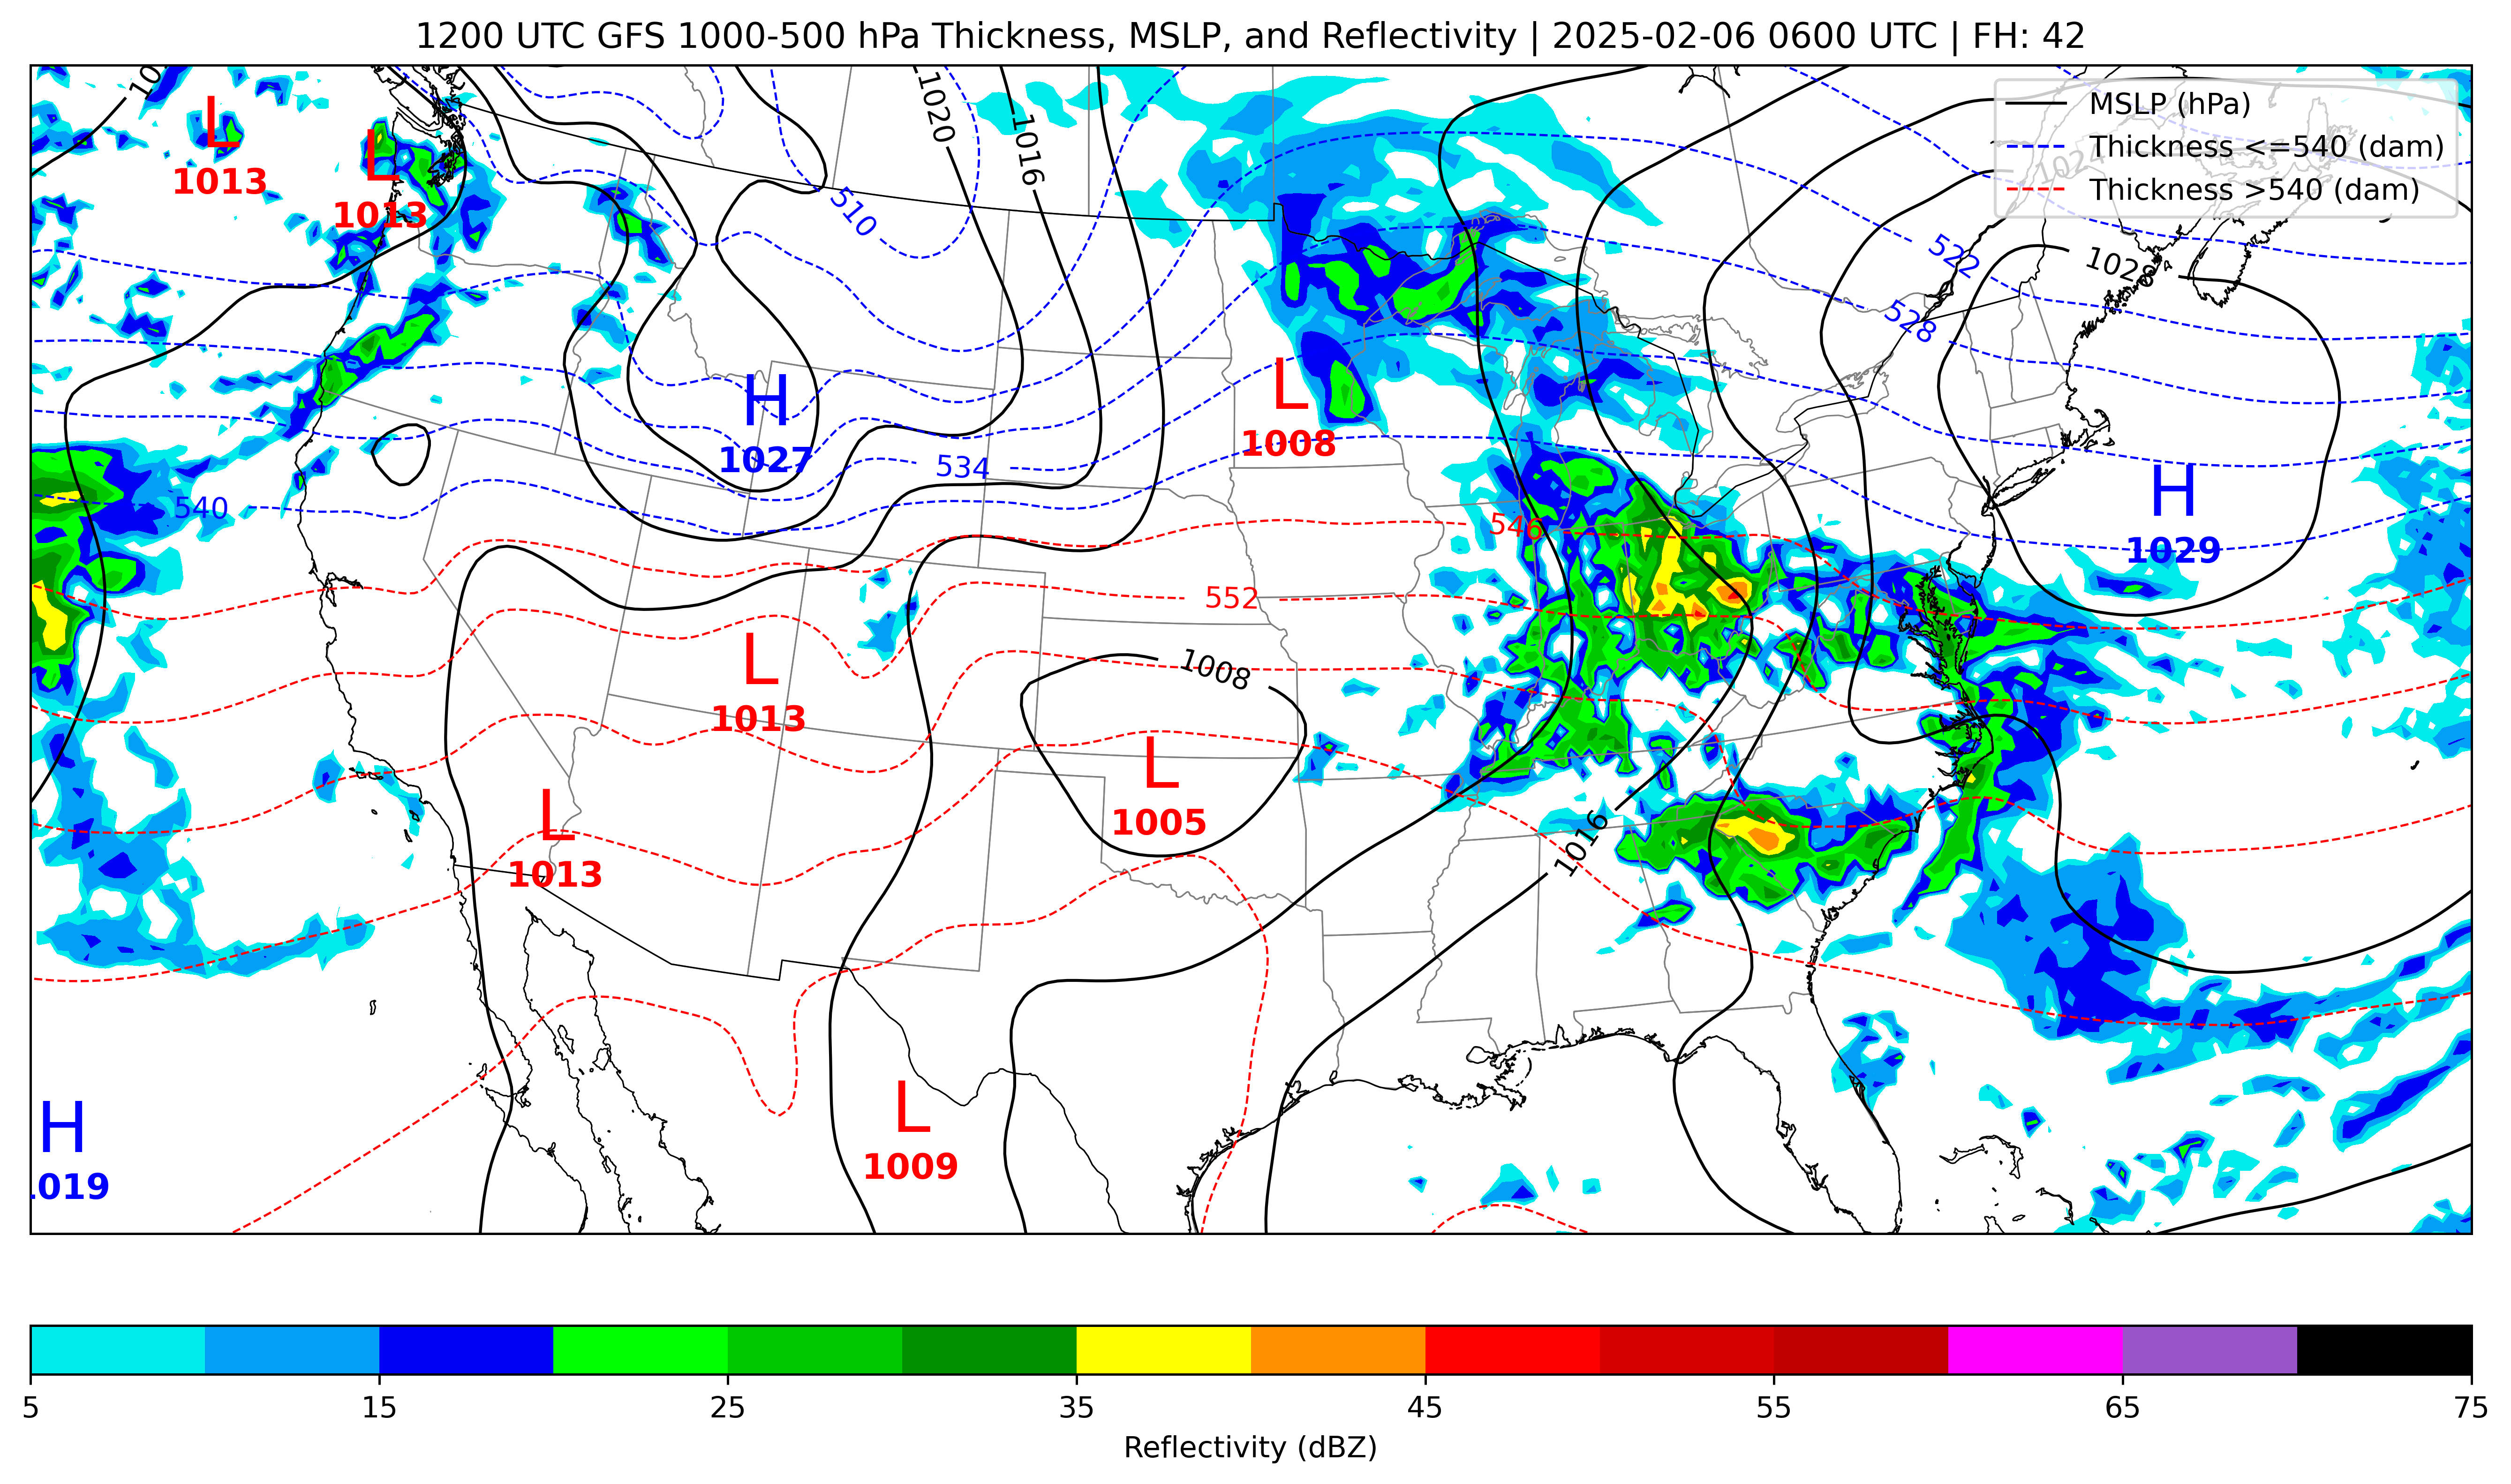 1200 UTC GFS 1000-500 hPa Thickness, MSLP, and Reflectivity | 2025-02-06 0600 UTC | FH: 42
MSLP (hPa)
Thickness <=540 (dam)
Thickness >540 (dam)
1020
1016
1024
L
1013
L
1013
510
522
1028
528
H
1027
L
1008
534
540
H
1029
546
552
L
1013
1008
L
1005
L
1013
1016
L
1009
H
1019
5 15 25 35 45 55 65 75
Reflectivity (dBZ)